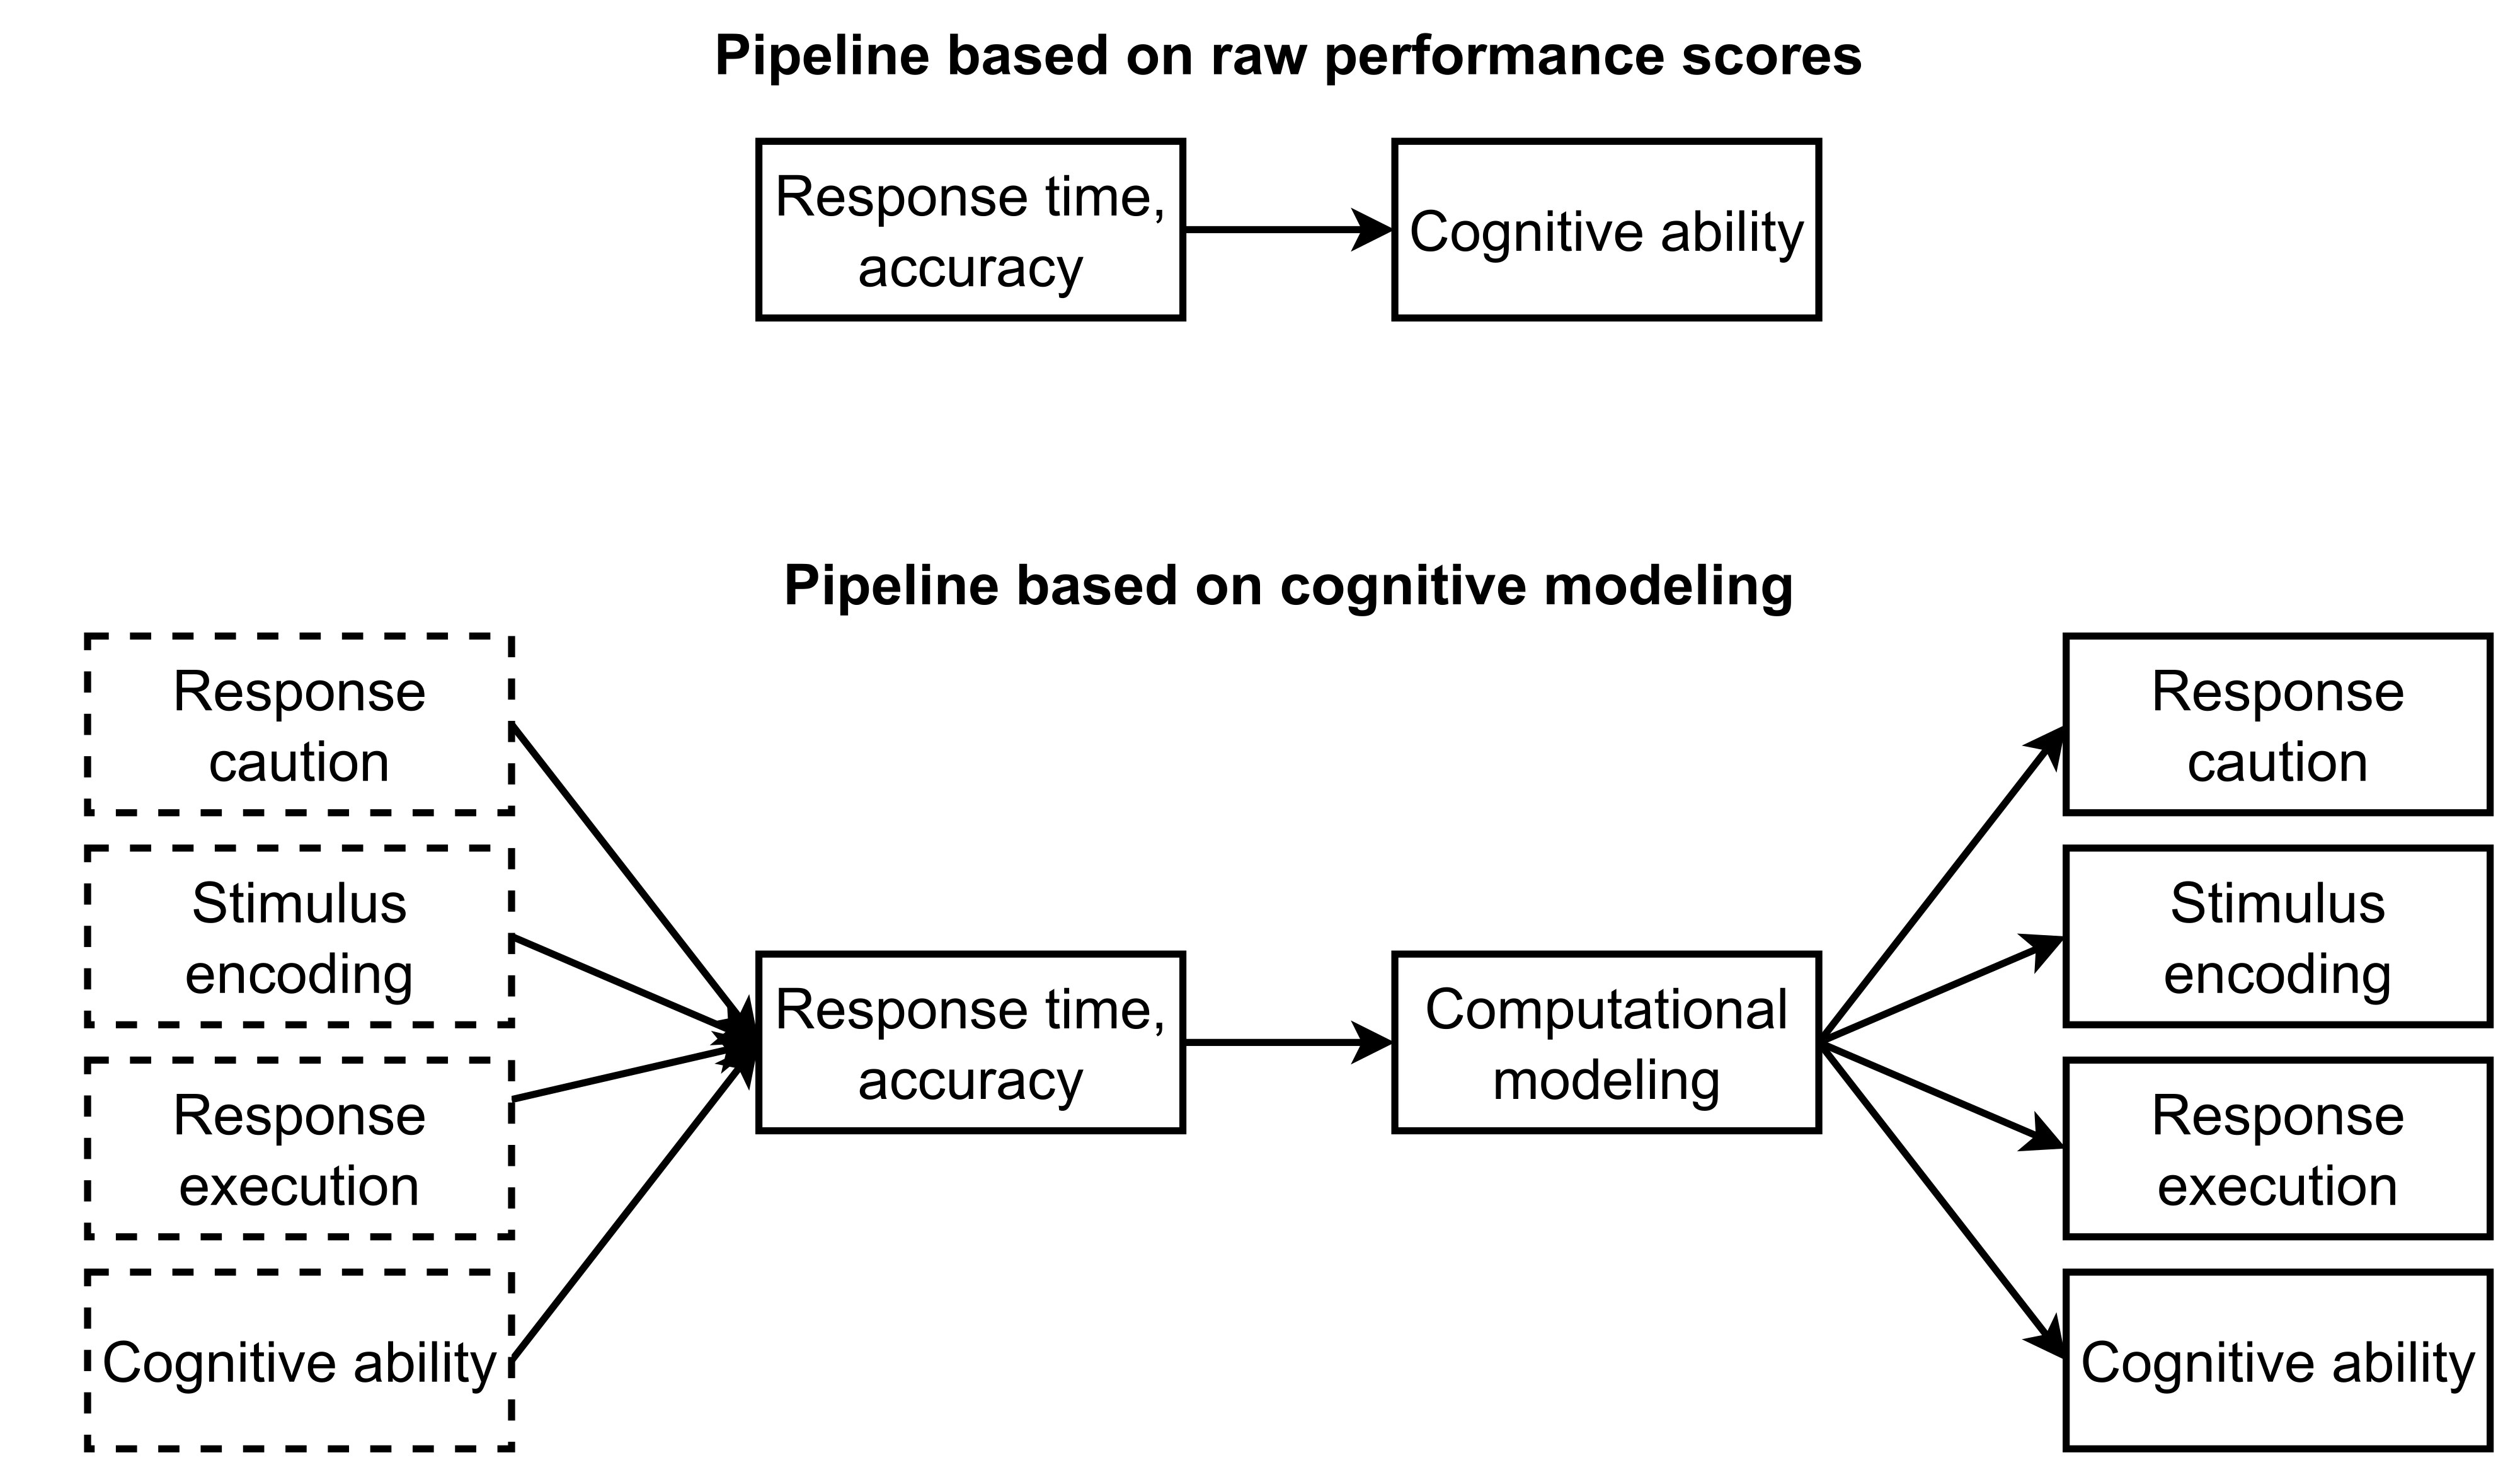 Pipeline based on raw performance scores
Response time,
accuracy
Cognitive ability
Pipeline based on cognitive modeling
Response
caution
Stimulus
encoding
Response
execution
Cognitive ability
Response time,
accuracy
Computational
modeling
Response
caution
Stimulus
encoding
Response
execution
Cognitive ability